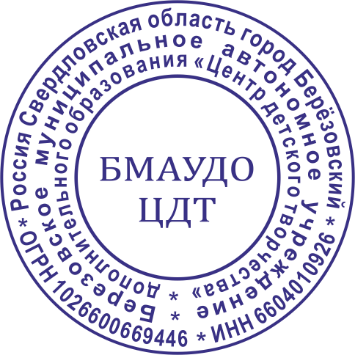 * Россия Свердловская область город Берёзовский *
ИНН 6604010926 * ОГРН 1026600669446
* Березовское муниципальное автономное учреждение
* дополнительного образования «Центр детского творчества»
БМАУДО
ЦДТ